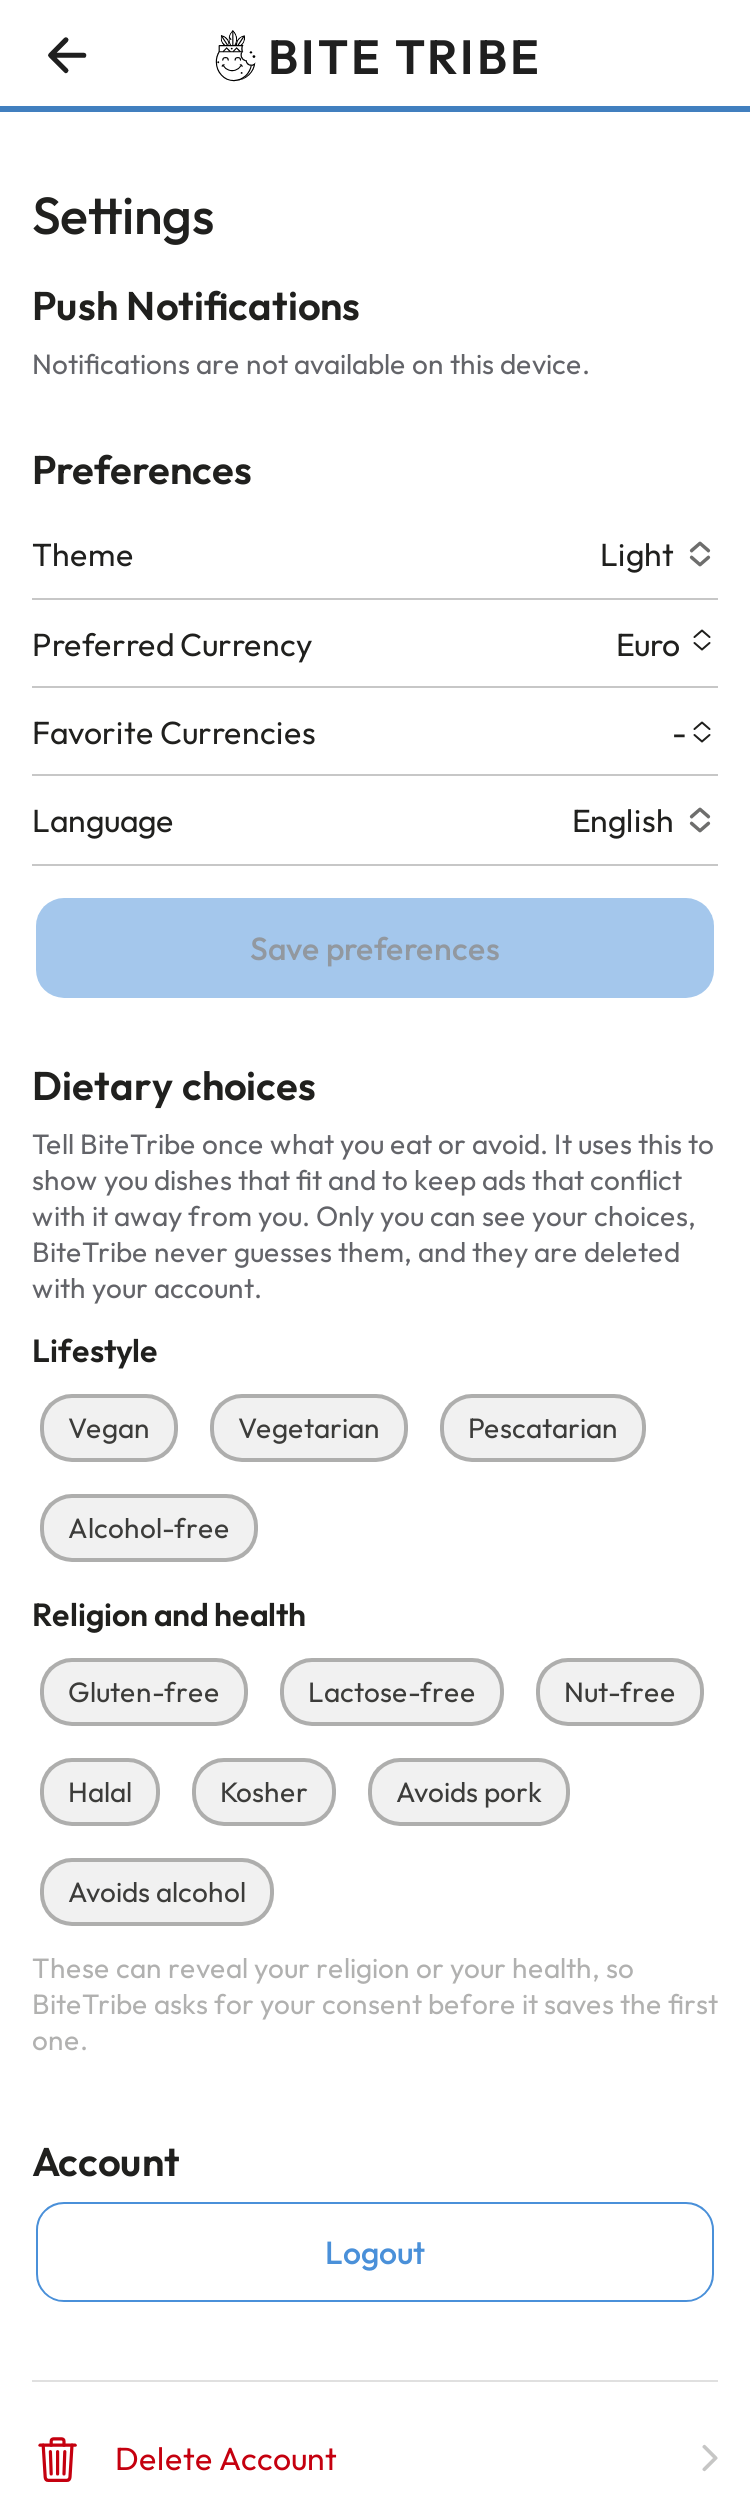 BITE TRIBE
Settings
Push Notifications
Notifications are not available on this device.
Preferences
Theme Light
Preferred Currency Euro
Favorite Currencies -
Language English
Save preferences
Dietary choices
Tell BiteTribe once what you eat or avoid. It uses this to
show you dishes that fit and to keep ads that conflict
with it away from you. Only you can see your choices,
BiteTribe never guesses them, and they are deleted
with your account.
Lifestyle
Vegan Vegetarian Pescatarian
Alcohol-free
Religion and health
Gluten-free Lactose-free Nut-free
Halal Kosher Avoids pork
Avoids alcohol
These can reveal your religion or your health, so
BiteTribe asks for your consent before it saves the first
one.
Account
Logout
Delete Account